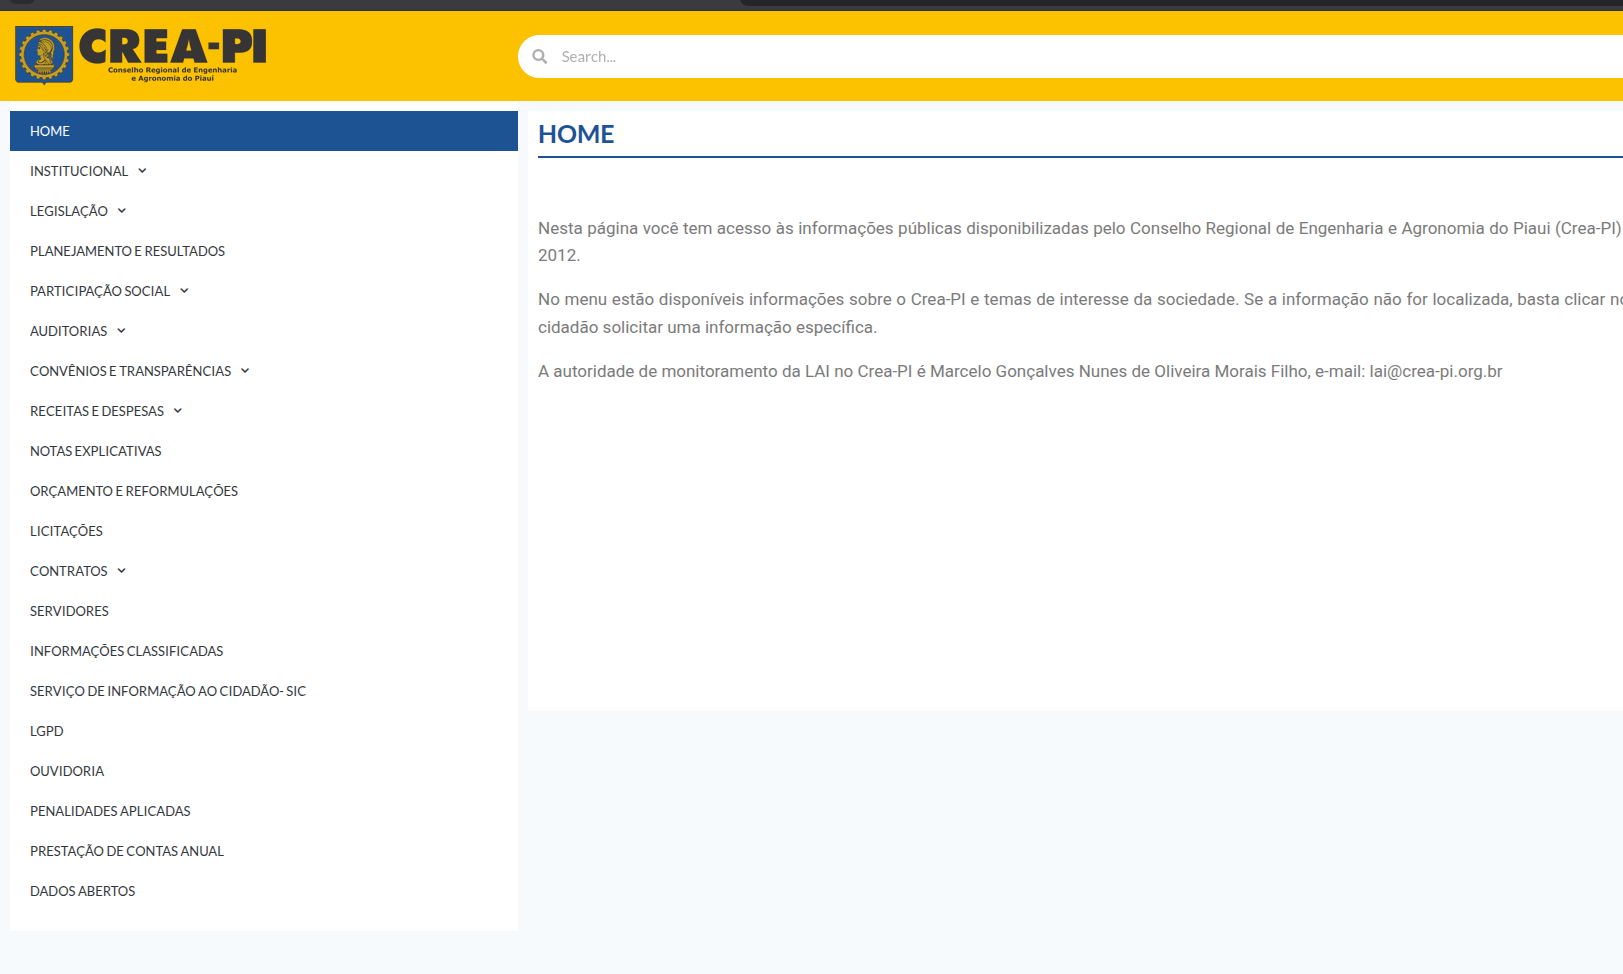 CREA-PI
Conselho Regional de Engenharia
e Agronomia do Piauí
Search...
HOME
INSTITUCIONAL
LEGISLAÇÃO
PLANEJAMENTO E RESULTADOS
PARTICIPAÇÃO SOCIAL
AUDITORIAS
CONVÊNIOS E TRANSPARÊNCIAS
RECEITAS E DESPESAS
NOTAS EXPLICATIVAS
ORÇAMENTO E REFORMULAÇÕES
LICITAÇÕES
CONTRATOS
SERVIDORES
INFORMAÇÕES CLASSIFICADAS
SERVIÇO DE INFORMAÇÃO AO CIDADÃO- SIC
LGPD
OUVIDORIA
PENALIDADES APLICADAS
PRESTAÇÃO DE CONTAS ANUAL
DADOS ABERTOS
HOME
Nesta página você tem acesso às informações públicas disponibilizadas pelo Conselho Regional de Engenharia e Agronomia do Piaui (Crea-PI)
2012.
No menu estão disponíveis informações sobre o Crea-PI e temas de interesse da sociedade. Se a informação não for localizada, basta clicar
cidadão solicitar uma informação específica.
A autoridade de monitoramento da LAI no Crea-PI é Marcelo Gonçalves Nunes de Oliveira Morais Filho, e-mail: lai@crea-pi.org.br